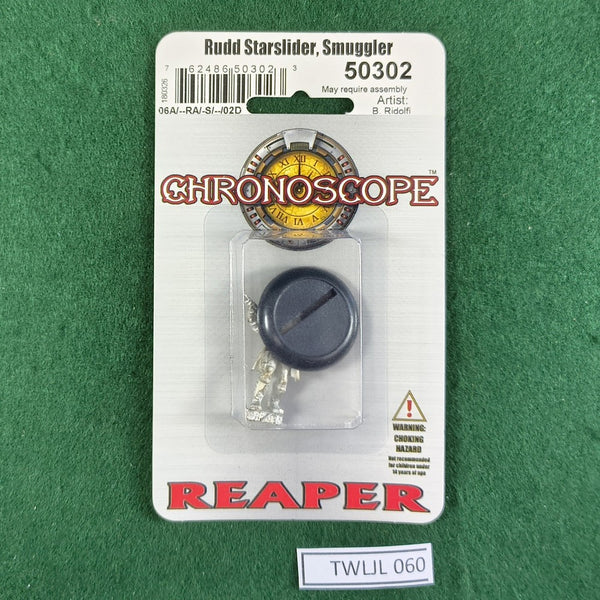 Rudd Starslider, Smuggler
7 62486 50302 3
50302
May require assembly
Artist:
B. Ridolfi
180326
06A/--RA/-S/--/02D
CHRONOSCOPE™
WARNING:
CHOKING
HAZARD
Not recommended
for children under
14 years of age
REAPER
TWLJL 060